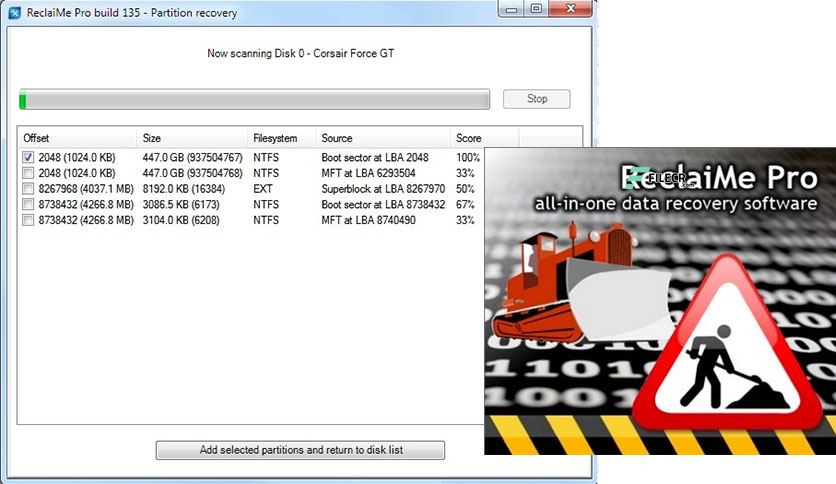 ReclaiMe Pro build 135 - Partition recovery
Now scanning Disk 0 - Corsair Force GT
Stop
Offset Size Filesystem Source Score
2048 (1024.0 KB) 447.0 GB (937504767) NTFS Boot sector at LBA 2048 100%
2048 (1024.0 KB) 447.0 GB (937504768) NTFS MFT at LBA 6293504 33%
8267968 (4037.1 MB) 8192.0 KB (16384) EXT Superblock at LBA 8267970 50%
8738432 (4266.8 MB) 3086.5 KB (6173) NTFS Boot sector at LBA 8738432 67%
8738432 (4266.8 MB) 3104.0 KB (6208) NTFS MFT at LBA 8740490 33%
Add selected partitions and return to disk list
ReclaiMe Pro
FILECR
.com
all-in-one data recovery software